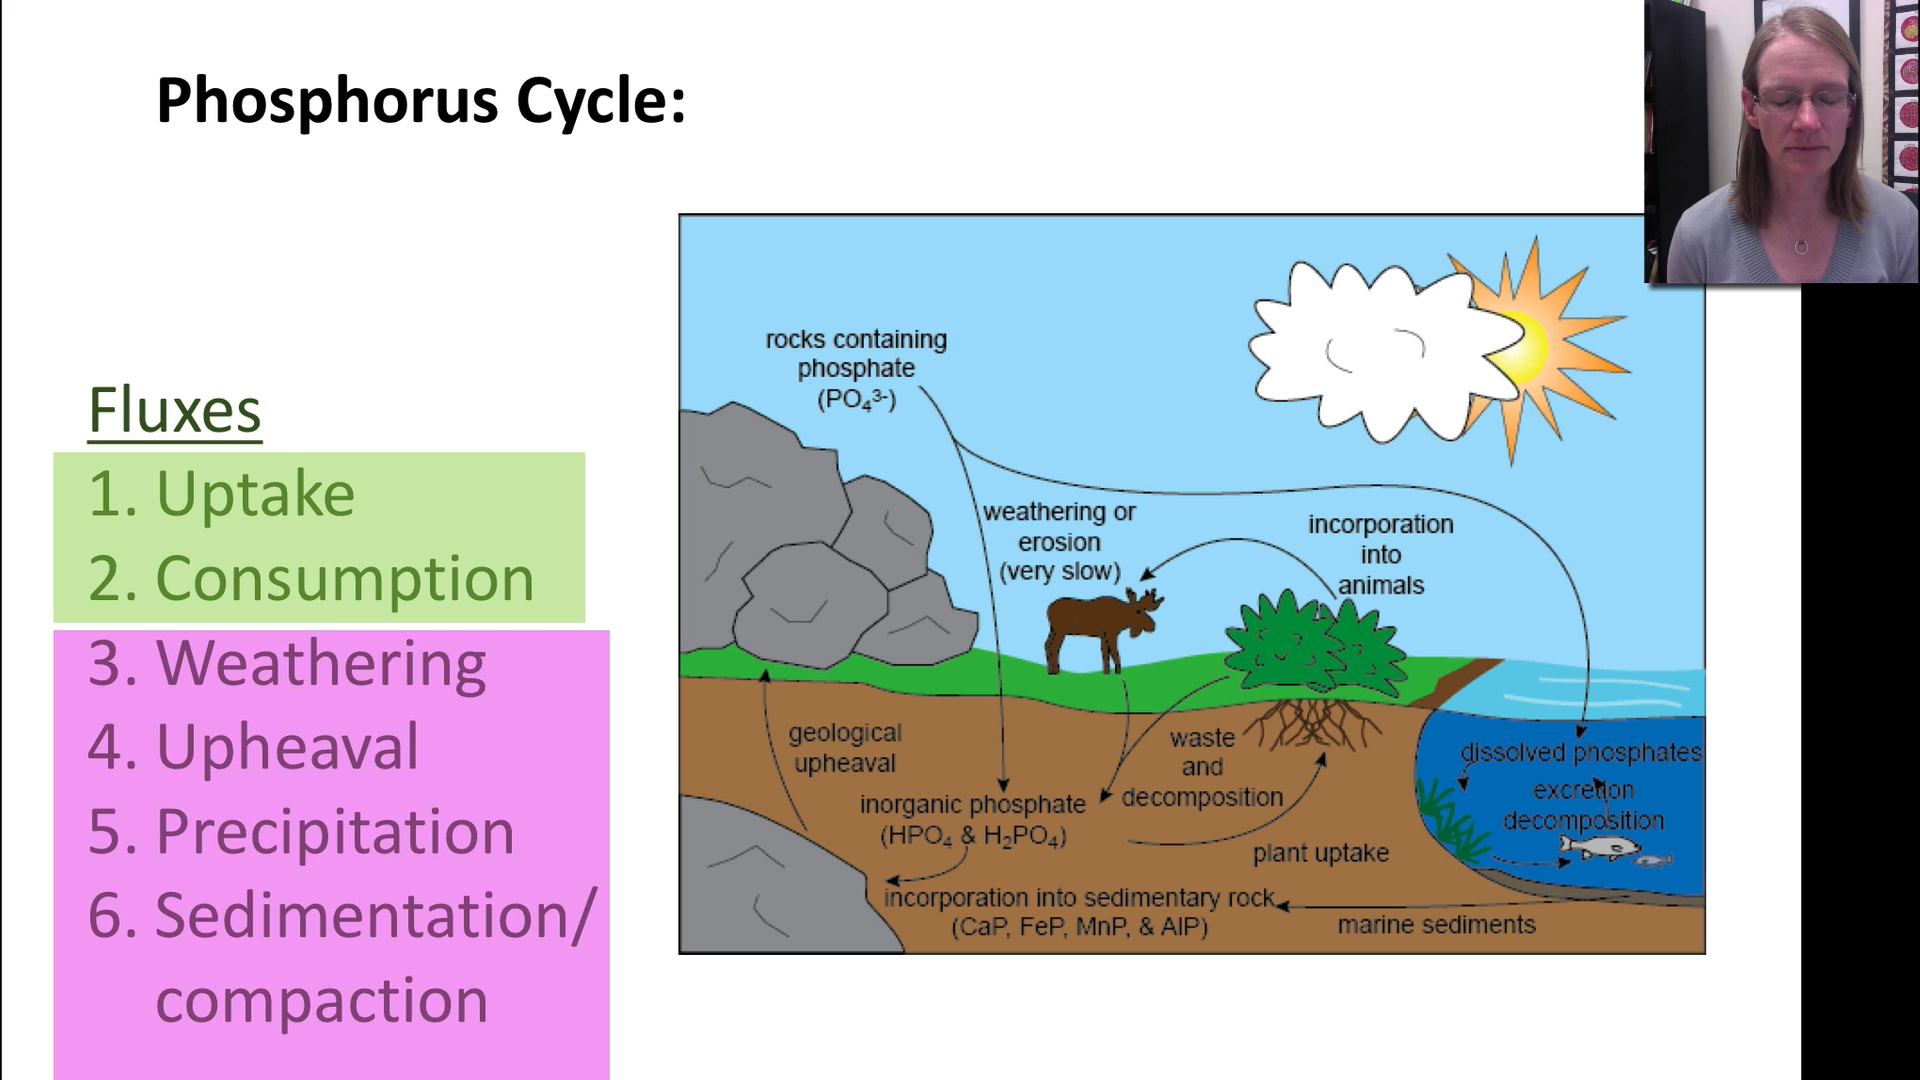 Phosphorus Cycle:
Fluxes
1. Uptake
2. Consumption
3. Weathering
4. Upheaval
5. Precipitation
6. Sedimentation/
compaction
rocks containing
phosphate
(PO₄³⁻)
weathering or
erosion
(very slow)
incorporation
into
animals
geological
upheaval
waste
and
decomposition
inorganic phosphate
(HPO₄ & H₂PO₄)
plant uptake
dissolved phosphates
excretion
decomposition
incorporation into sedimentary rock
(CaP, FeP, MnP, & AlP)
marine sediments